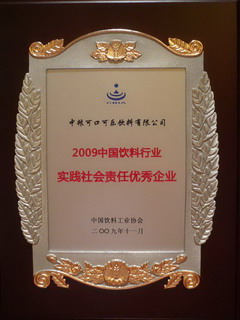 中粮可口可乐饮料有限公司
2009中国饮料行业
实践社会责任优秀企业
中国饮料工业协会
二〇〇九年十一月